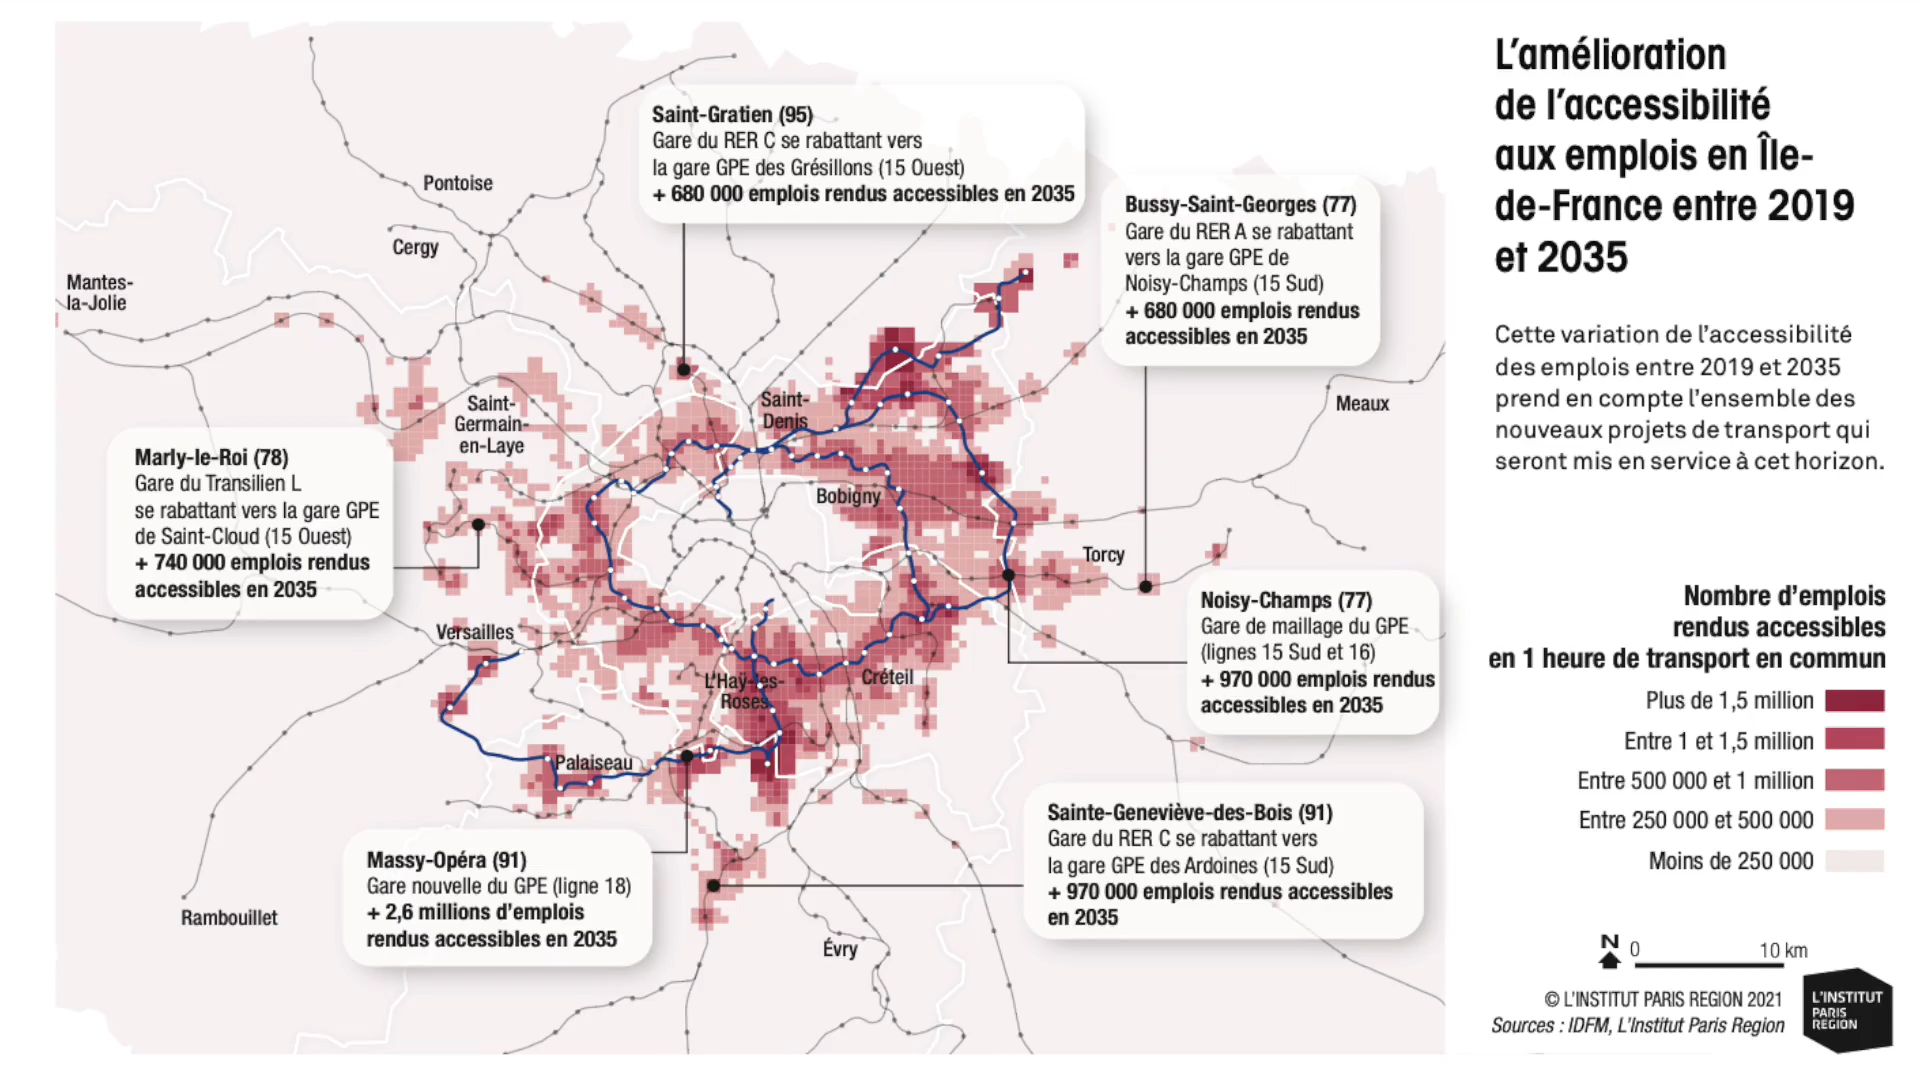 L'amélioration
de l'accessibilité
aux emplois en Île-
de-France entre 2019
et 2035
Cette variation de l'accessibilité
des emplois entre 2019 et 2035
prend en compte l'ensemble des
nouveaux projets de transport qui
seront mis en service à cet horizon.
Saint-Gratien (95)
Gare du RER C se rabattant vers
la gare GPE des Grésillons (15 Ouest)
+ 680 000 emplois rendus accessibles en 2035
Bussy-Saint-Georges (77)
Gare du RER A se rabattant
vers la gare GPE de
Noisy-Champs (15 Sud)
+ 680 000 emplois rendus
accessibles en 2035
Pontoise
Cergy
Mantes-
la-Jolie
Saint-
Germain-
en-Laye
Saint-
Denis
Meaux
Marly-le-Roi (78)
Gare du Transilien L
se rabattant vers la gare GPE
de Saint-Cloud (15 Ouest)
+ 740 000 emplois rendus
accessibles en 2035
Bobigny
Torcy
Versailles
Noisy-Champs (77)
Gare de maillage du GPE
(lignes 15 Sud et 16)
+ 970 000 emplois rendus
accessibles en 2035
L'Haÿ-les-
Roses
Créteil
Palaiseau
Massy-Opéra (91)
Gare nouvelle du GPE (ligne 18)
+ 2,6 millions d'emplois
rendus accessibles en 2035
Sainte-Geneviève-des-Bois (91)
Gare du RER C se rabattant vers
la gare GPE des Ardoines (15 Sud)
+ 970 000 emplois rendus accessibles
en 2035
Rambouillet
Évry
Nombre d'emplois
rendus accessibles
en 1 heure de transport en commun
Plus de 1,5 million
Entre 1 et 1,5 million
Entre 500 000 et 1 million
Entre 250 000 et 500 000
Moins de 250 000
N 0 10 km
© L'INSTITUT PARIS REGION 2021
Sources : IDFM, L'Institut Paris Region
L'INSTITUT
PARIS
REGION